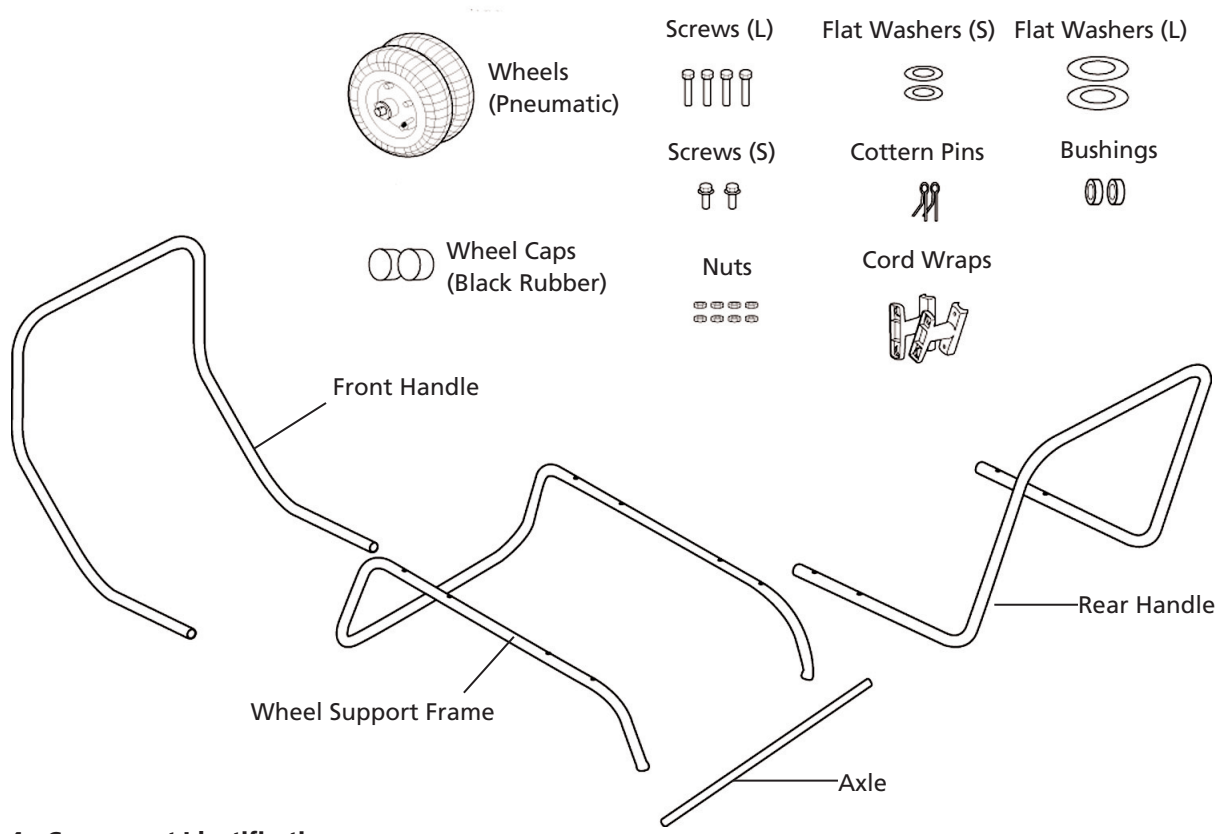 Screws (L)
Flat Washers (S)
Flat Washers (L)
Wheels
(Pneumatic)
Screws (S)
Cottern Pins
Bushings
Wheel Caps
(Black Rubber)
Nuts
Cord Wraps
Front Handle
Rear Handle
Wheel Support Frame
Axle